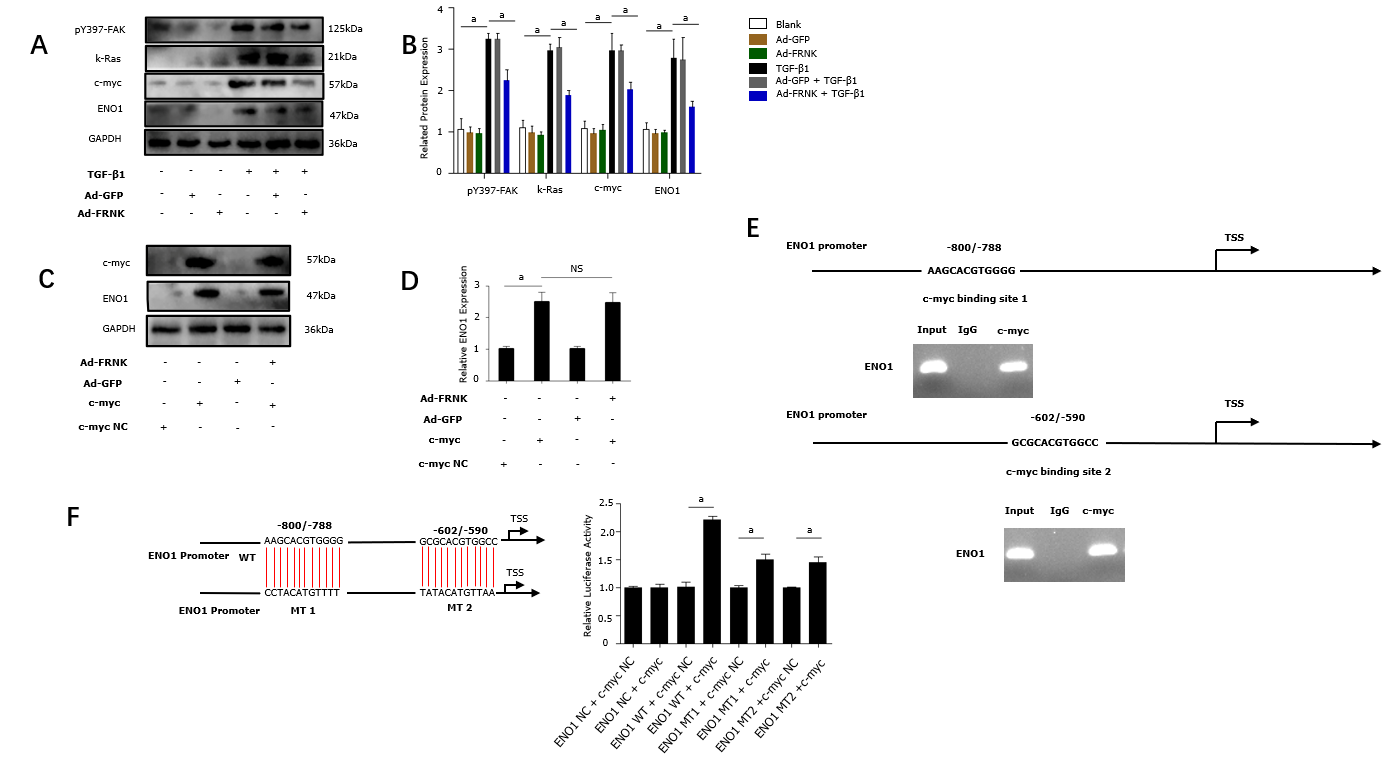 A
pY397-FAK 125kDa
k-Ras 21kDa
c-myc 57kDa
ENO1 47kDa
GAPDH 36kDa
TGF-β1 - - - + + +
Ad-GFP - + - - + -
Ad-FRNK - - + - - +
B
Related Protein Expression
4
3
2
1
0
a a a a a a a a
pY397-FAK k-Ras c-myc ENO1
Blank
Ad-GFP
Ad-FRNK
TGF-β1
Ad-GFP + TGF-β1
Ad-FRNK + TGF-β1
C
c-myc 57kDa
ENO1 47kDa
GAPDH 36kDa
Ad-FRNK - - - +
Ad-GFP - - + -
c-myc - + - +
c-myc NC + - - -
D
Relative ENO1 Expression
3
2
1
0
a NS
Ad-FRNK - - - +
Ad-GFP - - + -
c-myc - + - +
c-myc NC + - - -
E
ENO1 promoter -800/-788 TSS
AAGCACGTGGGG
c-myc binding site 1
Input IgG c-myc
ENO1
ENO1 promoter -602/-590 TSS
GCGCACGTGGCC
c-myc binding site 2
Input IgG c-myc
ENO1
F
-800/-788 -602/-590 TSS
AAGCACGTGGGG GCGCACGTGGCC
ENO1 Promoter WT
TSS
CCTACATGTTTT TATACATGTTAA
ENO1 Promoter MT 1 MT 2
Relative Luciferase Activity
2.5
2.0
1.5
1.0
0.5
0
a a a
ENO1 NC + c-myc NC
ENO1 NC + c-myc
ENO1 WT + c-myc NC
ENO1 WT + c-myc
ENO1 MT1 + c-myc NC
ENO1 MT1 + c-myc
ENO1 MT2 +c-myc NC
ENO1 MT2 +c-myc